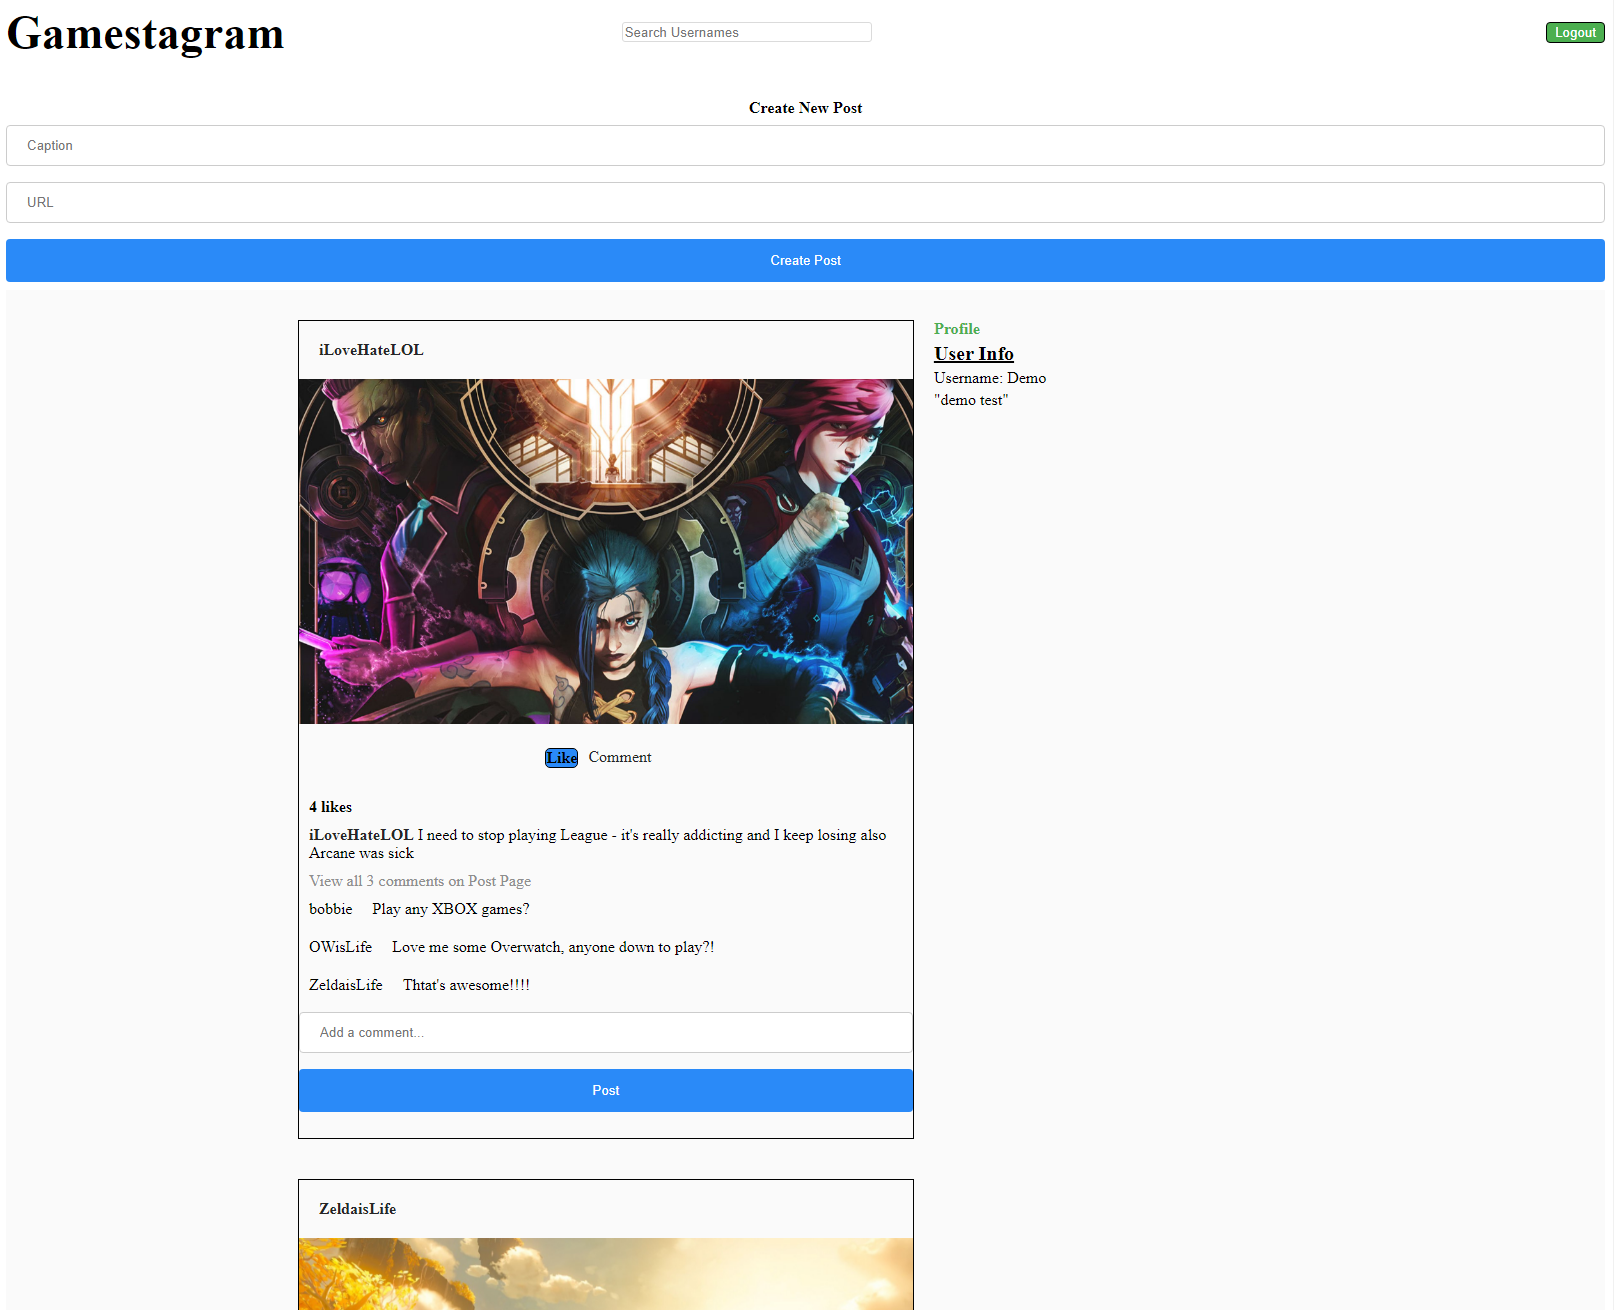 Gamestagram
Search Usernames
Logout
Create New Post
Caption
URL
Create Post
iLoveHateLOL
Profile
User Info
Username: Demo
"demo test"
Like Comment
4 likes
iLoveHateLOL I need to stop playing League - it's really addicting and I keep losing also
Arcane was sick
View all 3 comments on Post Page
bobbie Play any XBOX games?
OWisLife Love me some Overwatch, anyone down to play?!
ZeldaisLife Thtat's awesome!!!!
Add a comment...
Post
ZeldaisLife